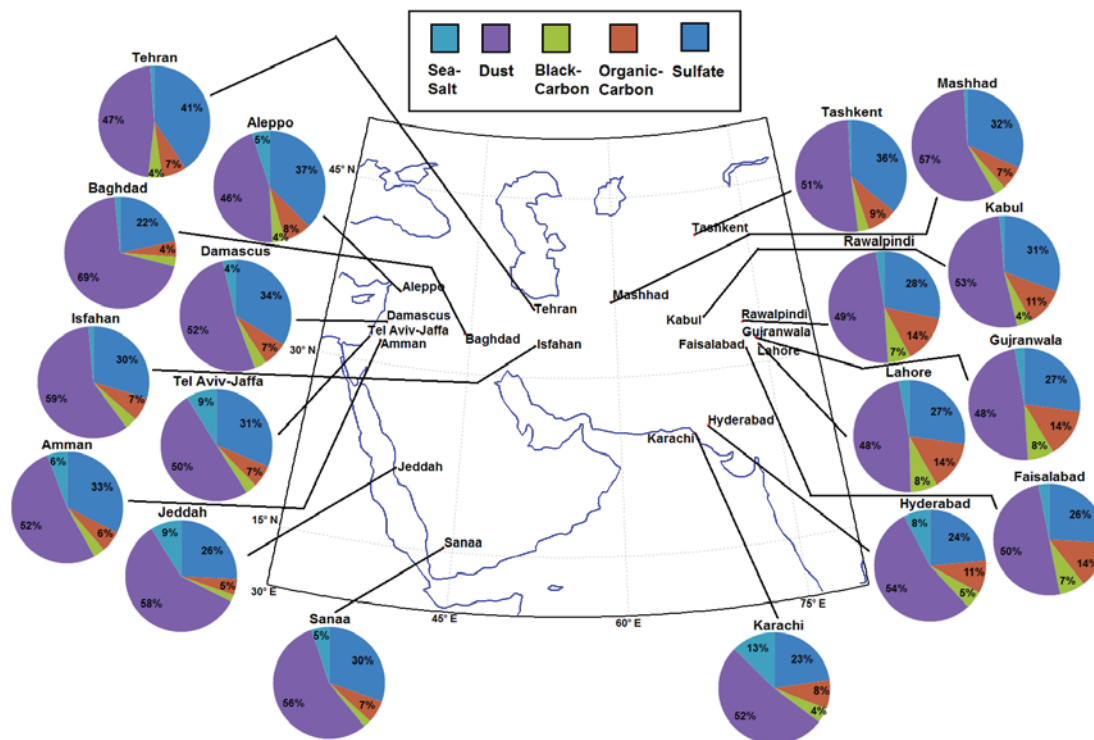 Sea-Salt
Dust
Black-Carbon
Organic-Carbon
Sulfate
Tehran
41%
47%
7%
4%
Aleppo
5%
37%
46%
8%
4%
Baghdad
22%
4%
69%
Damascus
4%
34%
52%
7%
Isfahan
30%
59%
7%
Tel Aviv-Jaffa
9%
31%
50%
7%
Amman
6%
33%
52%
6%
Jeddah
9%
26%
5%
58%
Sanaa
5%
30%
56%
7%
Karachi
13%
23%
8%
52%
4%
Hyderabad
8%
24%
11%
54%
5%
Faisalabad
26%
50%
14%
7%
Lahore
27%
48%
14%
8%
Gujranwala
27%
48%
14%
8%
Rawalpindi
28%
49%
14%
7%
Kabul
31%
53%
11%
4%
Mashhad
32%
57%
7%
Tashkent
36%
51%
9%
45° N
30° N
15° N
30° E
45° E
60° E
75° E
Tashkent
Aleppo
Mashhad
Tehran
Damascus
Kabul
Rawalpindi
Tel Aviv-Jaffa
Gujranwala
Amman
Baghdad
Isfahan
Faisalabad
Lahore
Hyderabad
Karachi
Jeddah
Sanaa